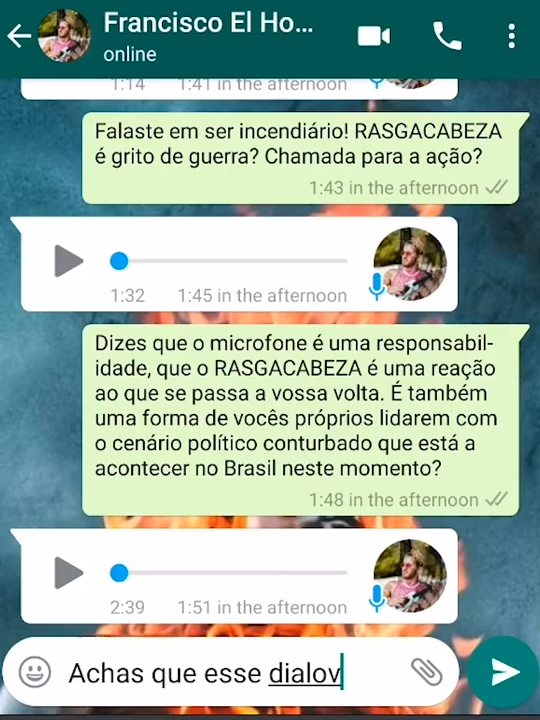 Francisco El Ho...
online
1:14 1:41 in the afternoon
Falaste em ser incendiário! RASGACABEZA
é grito de guerra? Chamada para a ação?
1:43 in the afternoon
1:32 1:45 in the afternoon
Dizes que o microfone é uma responsabil-
idade, que o RASGACABEZA é uma reação
ao que se passa a vossa volta. É também
uma forma de vocês próprios lidarem com
o cenário político conturbado que está a
acontecer no Brasil neste momento?
1:48 in the afternoon
2:39 1:51 in the afternoon
Achas que esse dialov